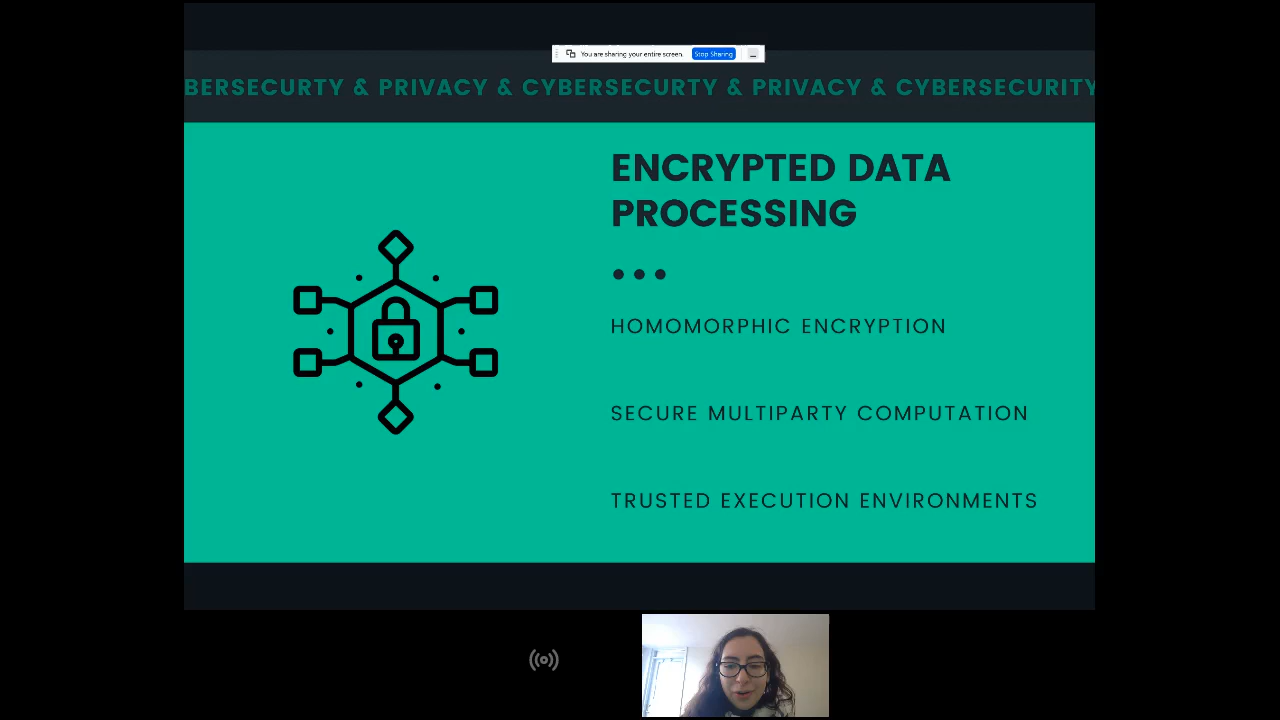 You are sharing your entire screen.
Stop Sharing
BERSECURTY & PRIVACY & CYBERSECURTY & PRIVACY & CYBERSECURITY
ENCRYPTED DATA
PROCESSING
HOMOMORPHIC ENCRYPTION
SECURE MULTIPARTY COMPUTATION
TRUSTED EXECUTION ENVIRONMENTS